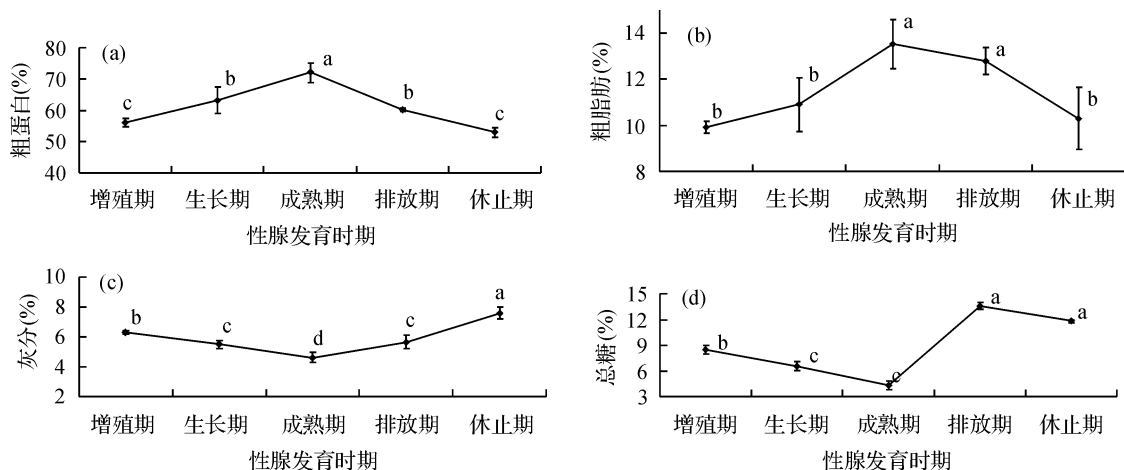 (a)
粗蛋白(%)
80
70
60
50
40
c
b
a
b
c
增殖期 生长期 成熟期 排放期 休止期
性腺发育时期
(b)
粗脂肪(%)
14
12
10
8
b
b
a
a
b
增殖期 生长期 成熟期 排放期 休止期
性腺发育时期
(c)
灰分(%)
10
8
6
4
2
b
c
d
c
a
增殖期 生长期 成熟期 排放期 休止期
性腺发育时期
(d)
总糖(%)
15
12
9
6
3
b
c
c
a
a
增殖期 生长期 成熟期 排放期 休止期
性腺发育时期